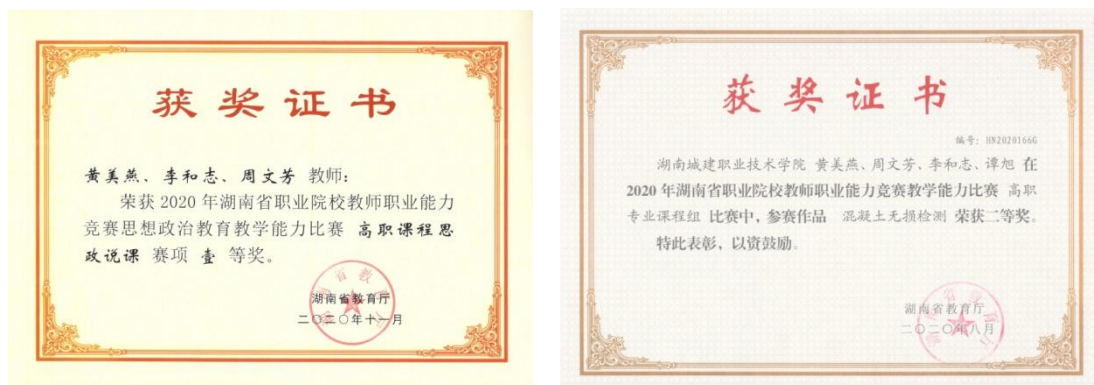 获奖证书
黄美燕、李和志、周文芳 教师：
荣获 2020 年湖南省职业院校教师职业能力
竞赛思想政治教育教学能力比赛 高职课程思
政说课 赛项 壹 等奖。
湖南省教育厅
二〇二〇年十一月
获奖证书
编号：HN2020166G
湖南城建职业技术学院 黄美燕、周文芳、李和志、谭旭 在
2020 年湖南省职业院校教师职业能力竞赛教学能力比赛 高职
专业课程组 比赛中，参赛作品 混凝土无损检测 荣获二等奖。
特此表彰，以资鼓励。
湖南省教育厅
二〇二〇年八月